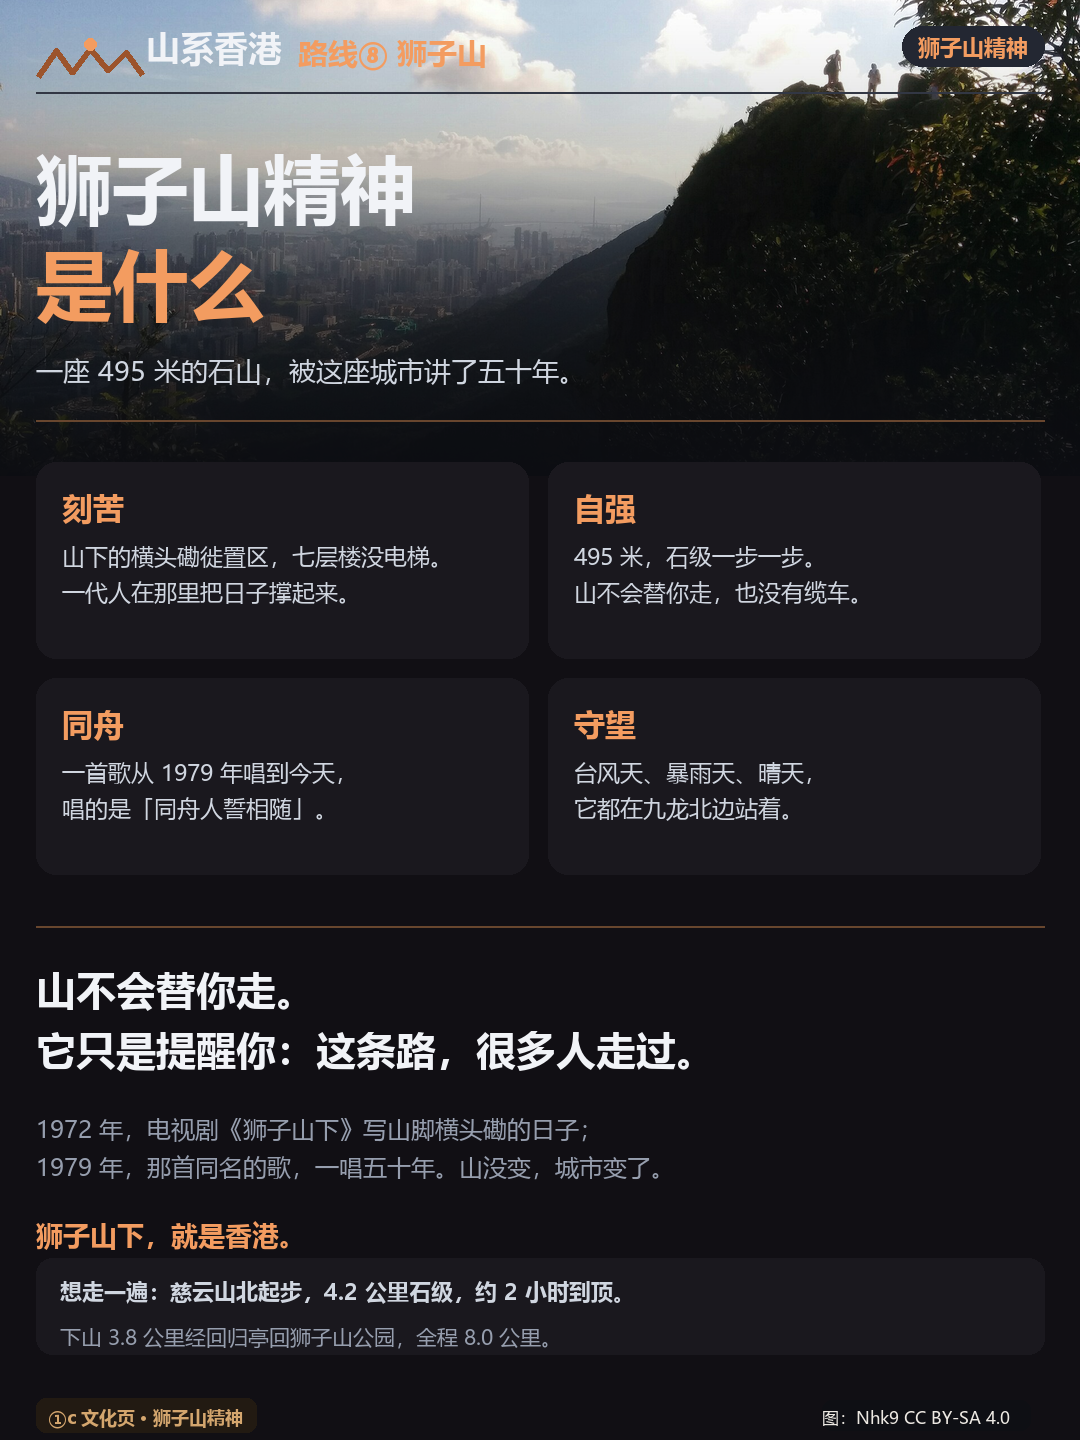 山系香港 路线⑧ 狮子山
狮子山精神
狮子山精神
是什么
一座 495 米的石山，被这座城市讲了五十年。
刻苦
山下的横头磡徙置区，七层楼没电梯。
一代人在那里把日子撑起来。
自强
495 米，石级一步一步。
山不会替你走，也没有缆车。
同舟
一首歌从 1979 年唱到今天，
唱的是「同舟人誓相随」。
守望
台风天、暴雨天、晴天，
它都在九龙北边站着。
山不会替你走。
它只是提醒你：这条路，很多人走过。
1972 年，电视剧《狮子山下》写山脚横头磡的日子；
1979 年，那首同名的歌，一唱五十年。山没变，城市变了。
狮子山下，就是香港。
想走一遍：慈云山北起步，4.2 公里石级，约 2 小时到顶。
下山 3.8 公里经回归亭回狮子山公园，全程 8.0 公里。
①c 文化页·狮子山精神
图：Nhk9 CC BY-SA 4.0